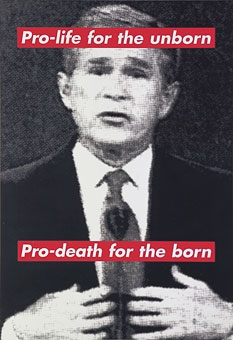 Pro-life for the unborn
Pro-death for the born